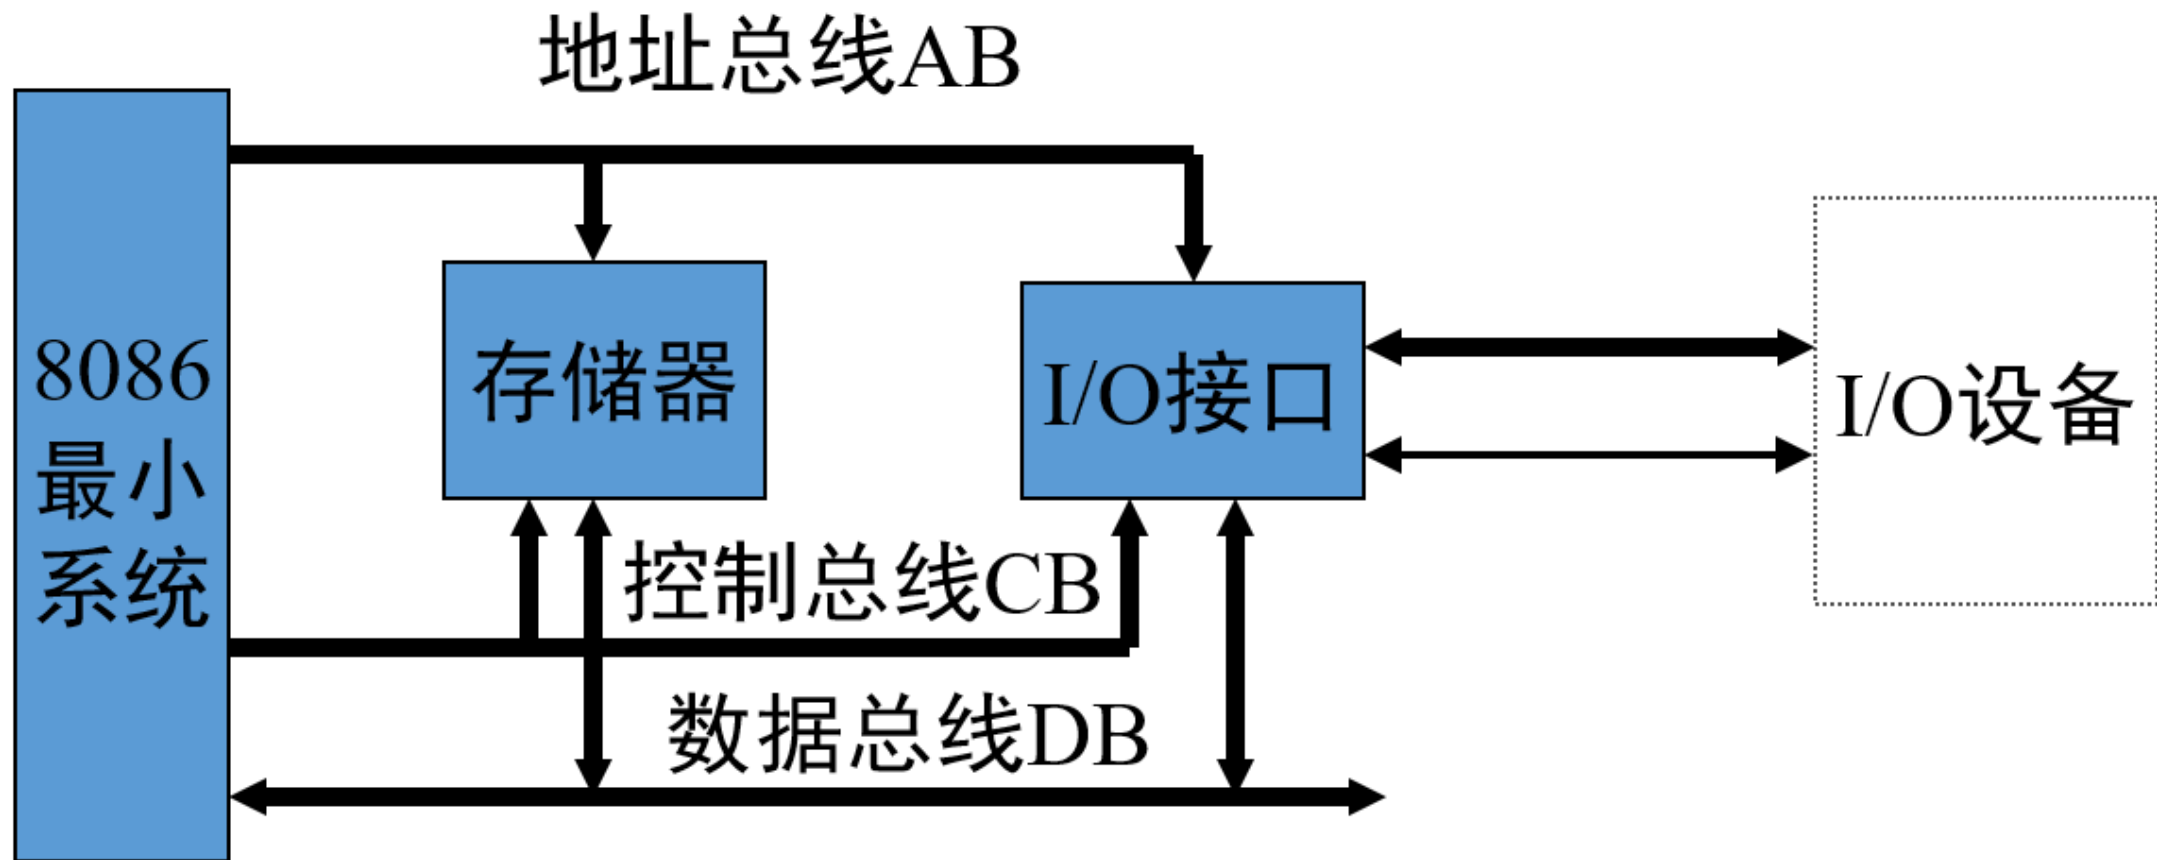 地址总线AB
8086
最小
系统
存储器
I/O接口
I/O设备
控制总线CB
数据总线DB